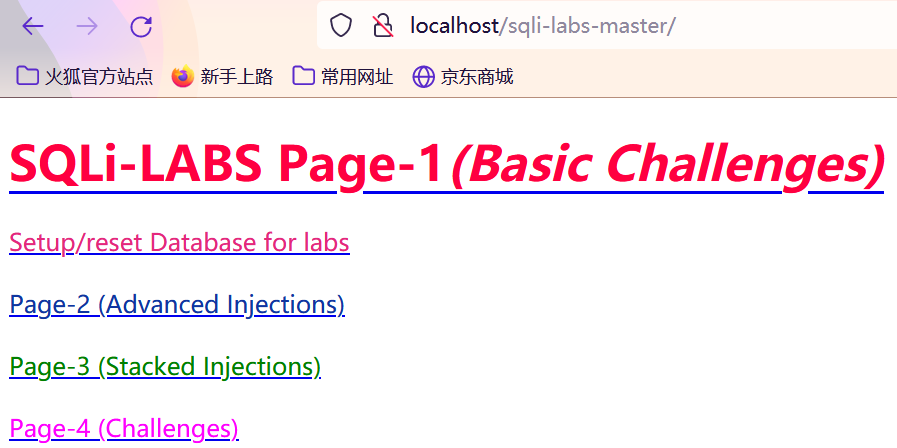 localhost/sqli-labs-master/
火狐官方站点 新手上路 常用网址 京东商城
SQLi-LABS Page-1(Basic Challenges)
Setup/reset Database for labs
Page-2 (Advanced Injections)
Page-3 (Stacked Injections)
Page-4 (Challenges)